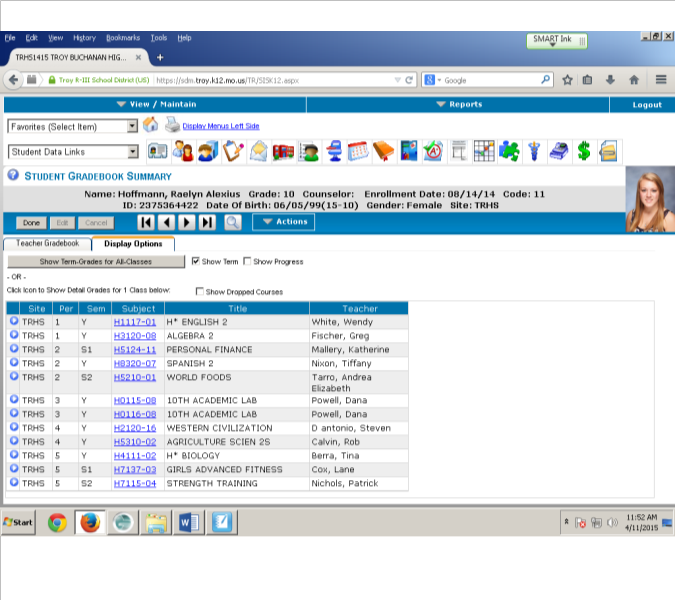 File Edit View History Bookmarks Tools Help
SMART Ink
TRHS1415 TROY BUCHANAN HIG...
Troy R-III School District (US) https://sdm.troy.k12.mo.us/TR/SISK12.aspx
Google
View / Maintain Reports Logout
Favorites (Select Item) Display Menus Left Side
Student Data Links
STUDENT GRADEBOOK SUMMARY
Name: Hoffmann, Raelyn Alexius Grade: 10 Counselor: Enrollment Date: 08/14/14 Code: 11
ID: 2375364422 Date Of Birth: 06/05/99(15-10) Gender: Female Site: TRHS
Done Edit Cancel Actions
Teacher Gradebook Display Options
Show Term-Grades for All-Classes Show Term Show Progress
- OR -
Click Icon to Show Detail Grades for 1 Class below: Show Dropped Courses
Site Per Sem Subject Title Teacher
TRHS 1 Y H1117-01 H* ENGLISH 2 White, Wendy
TRHS 1 Y H3120-08 ALGEBRA 2 Fischer, Greg
TRHS 2 S1 H5124-11 PERSONAL FINANCE Mallery, Katherine
TRHS 2 Y H8320-07 SPANISH 2 Nixon, Tiffany
TRHS 2 S2 H5210-01 WORLD FOODS Tarro, Andrea
Elizabeth
TRHS 3 Y H0115-08 10TH ACADEMIC LAB Powell, Dana
TRHS 3 Y H0116-08 10TH ACADEMIC LAB Powell, Dana
TRHS 4 Y H2120-16 WESTERN CIVILIZATION D antonio, Steven
TRHS 4 Y H5310-02 AGRICULTURE SCIEN 2S Calvin, Rob
TRHS 5 Y H4111-02 H* BIOLOGY Berra, Tina
TRHS 5 S1 H7137-03 GIRLS ADVANCED FITNESS Cox, Lane
TRHS 5 S2 H7115-04 STRENGTH TRAINING Nichols, Patrick
Start
11:52 AM
4/11/2015